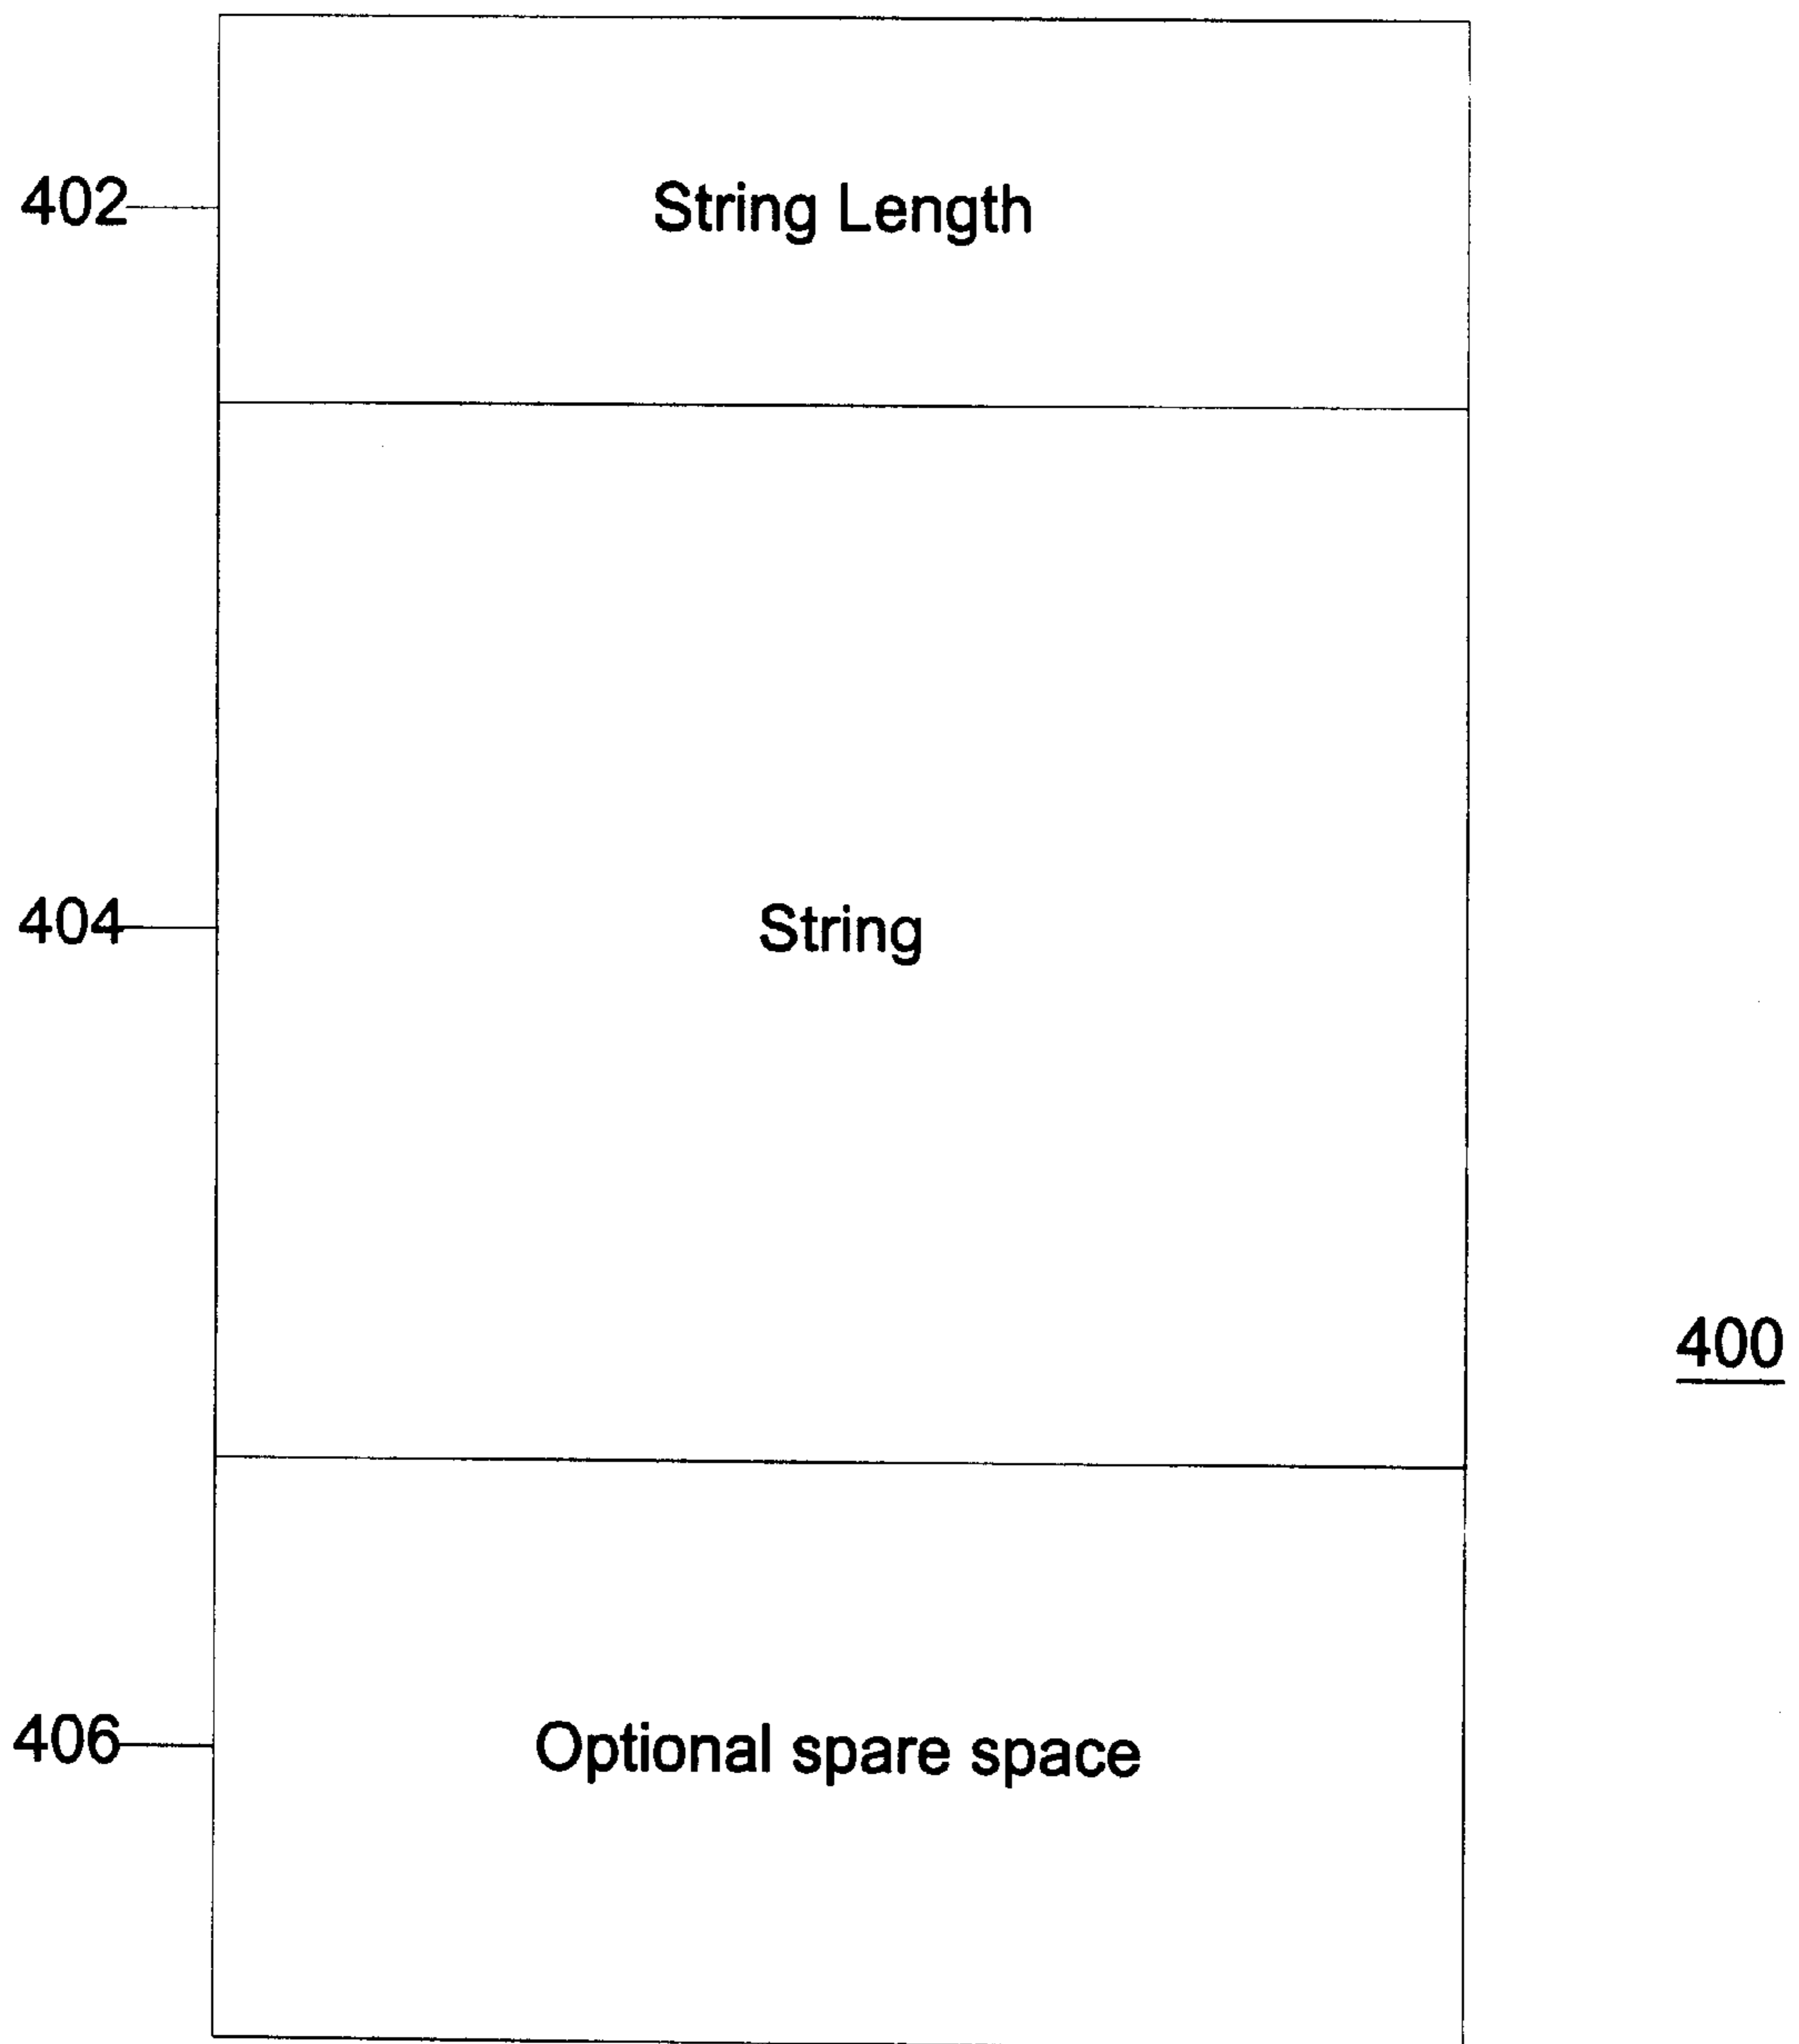 402
String Length
404
String
400
406
Optional spare space